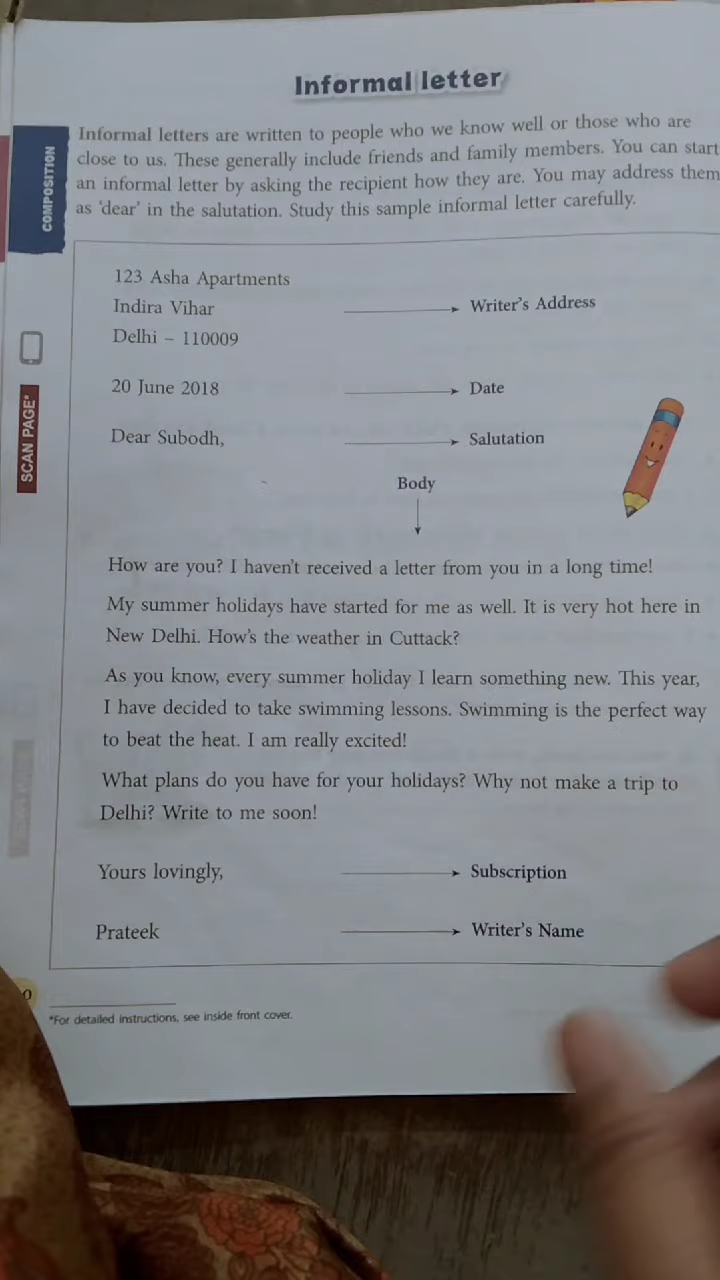 Informal letter
COMPOSITION
Informal letters are written to people who we know well or those who are
close to us. These generally include friends and family members. You can start
an informal letter by asking the recipient how they are. You may address them
as ‘dear’ in the salutation. Study this sample informal letter carefully.
123 Asha Apartments
Indira Vihar
Writer's Address
Delhi – 110009
20 June 2018
Date
SCAN PAGE*
Dear Subodh,
Salutation
Body
How are you? I haven't received a letter from you in a long time!
My summer holidays have started for me as well. It is very hot here in
New Delhi. How's the weather in Cuttack?
As you know, every summer holiday I learn something new. This year,
I have decided to take swimming lessons. Swimming is the perfect way
to beat the heat. I am really excited!
What plans do you have for your holidays? Why not make a trip to
Delhi? Write to me soon!
Yours lovingly,
Subscription
Prateek
Writer's Name
*For detailed instructions, see inside front cover.